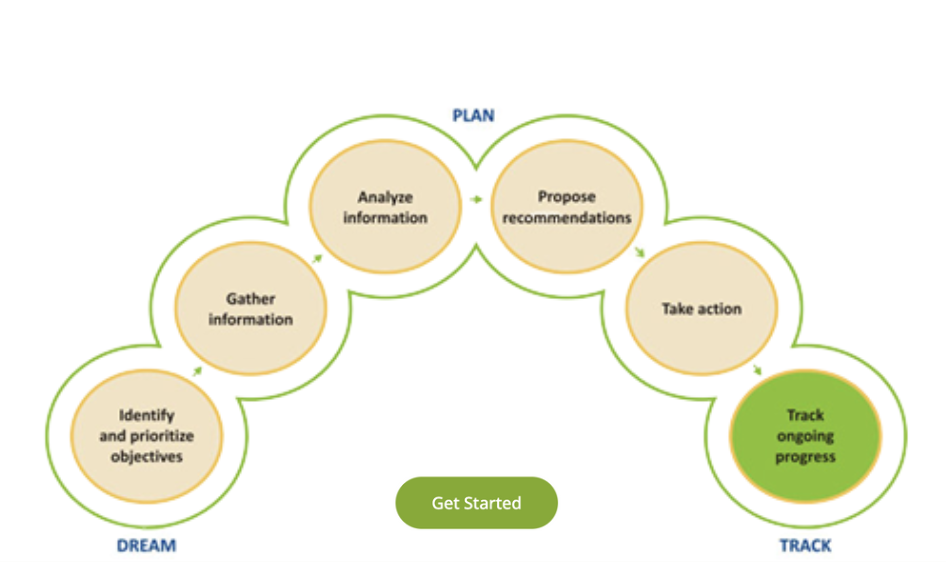 PLAN
Analyze
information
Propose
recommendations
Gather
information
Take action
Identify
and prioritize
objectives
Track
ongoing
progress
Get Started
DREAM
TRACK